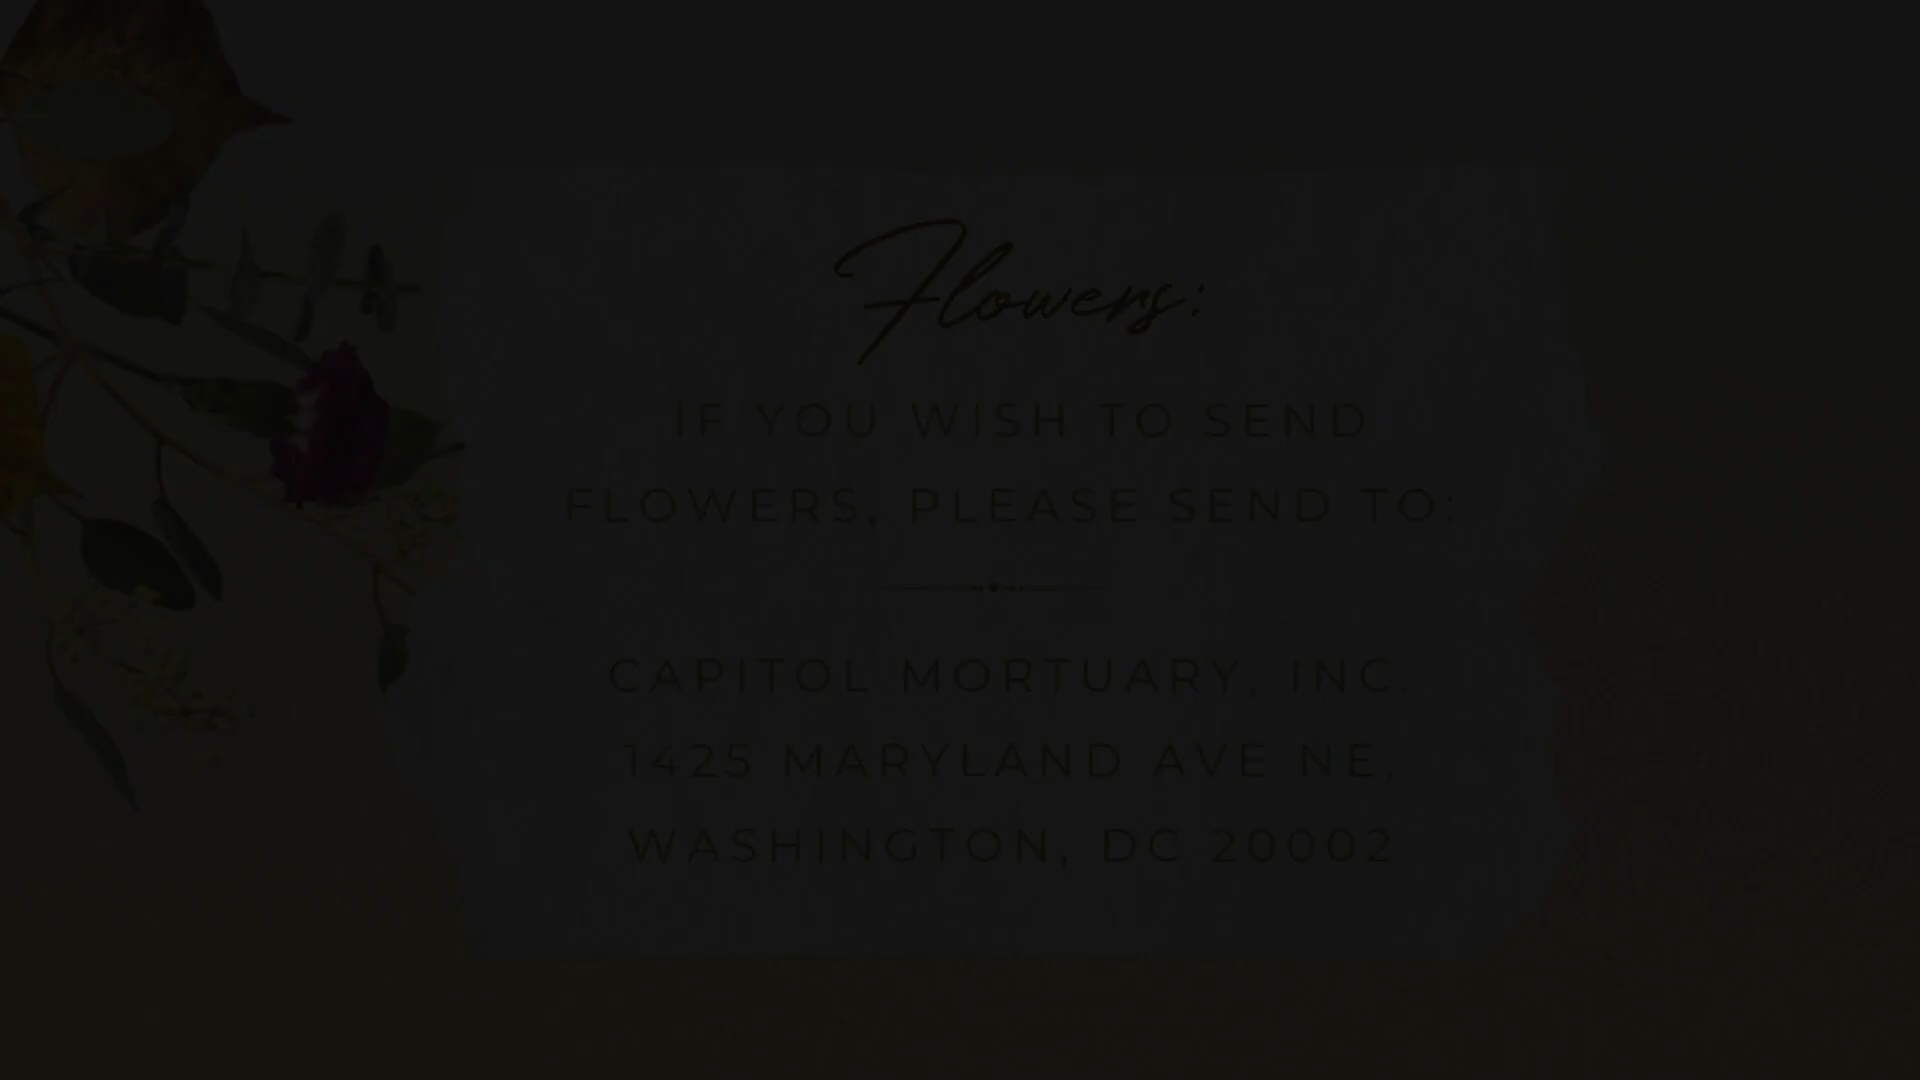 Flowers:
IF YOU WISH TO SEND
FLOWERS, PLEASE SEND TO:
CAPITOL MORTUARY, INC.
1425 MARYLAND AVE NE,
WASHINGTON, DC 20002